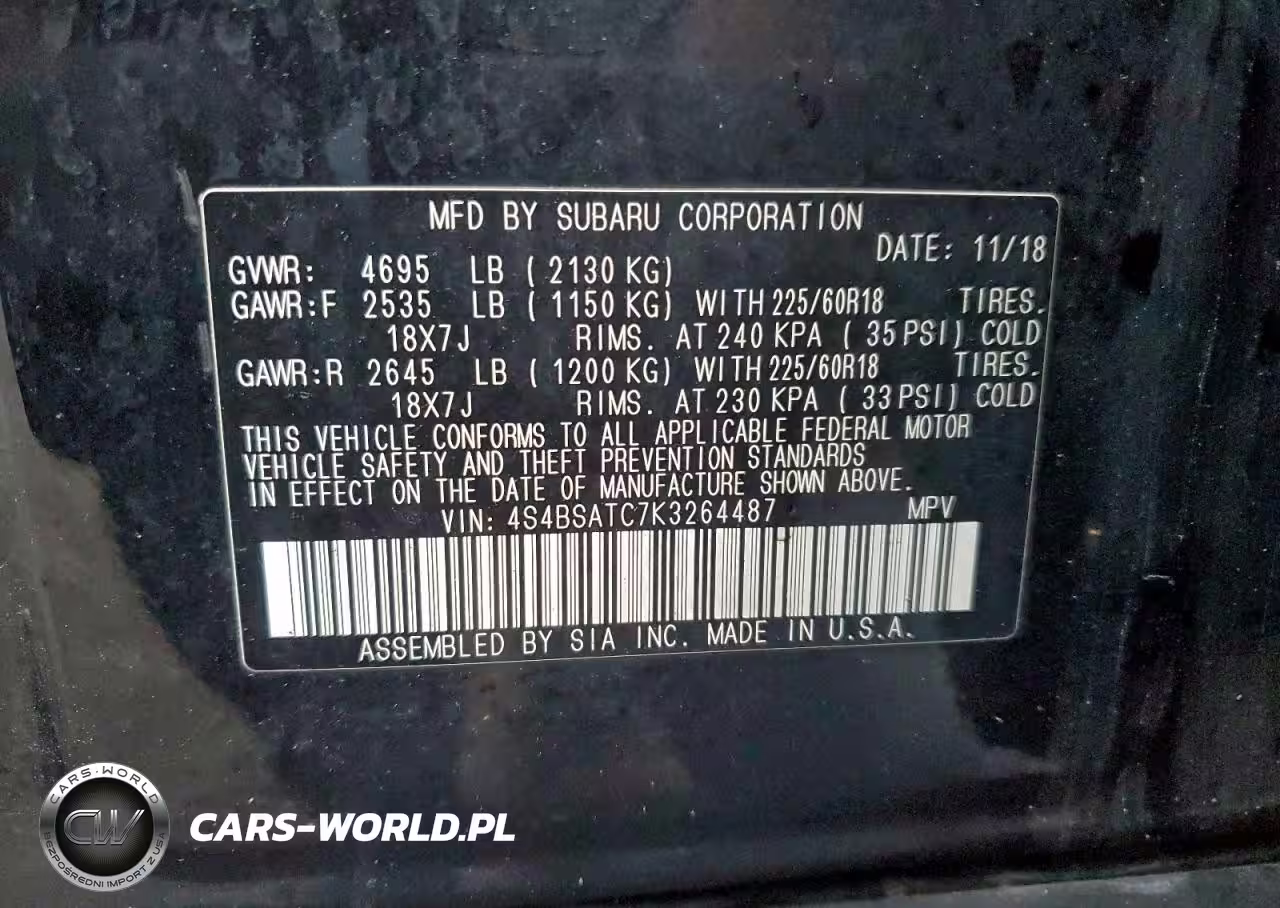 MFD BY SUBARU CORPORATION
DATE: 11/18
GVWR: 4695 LB ( 2130 KG)
GAWR:F 2535 LB ( 1150 KG) WITH 225/60R18 TIRES.
18X7J RIMS. AT 240 KPA ( 35 PSI) COLD
GAWR:R 2645 LB ( 1200 KG) WITH 225/60R18 TIRES.
18X7J RIMS. AT 230 KPA ( 33 PSI) COLD
THIS VEHICLE CONFORMS TO ALL APPLICABLE FEDERAL MOTOR
VEHICLE SAFETY AND THEFT PREVENTION STANDARDS
IN EFFECT ON THE DATE OF MANUFACTURE SHOWN ABOVE.
VIN: 4S4BSATC7K3264487 MPV
ASSEMBLED BY SIA INC. MADE IN U.S.A.
CARS-WORLD
CW
BEZPOŚREDNI IMPORT Z USA
CARS-WORLD.PL